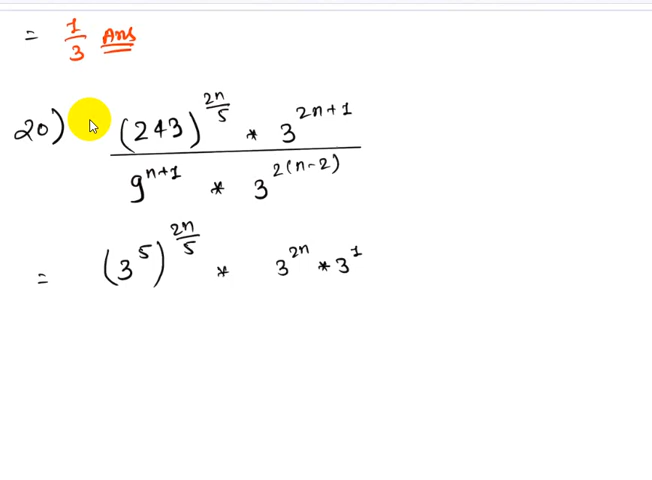 = 1/3 Ans
20) (243)^(2n/5) * 3^(2n+1)
9^(n+1) * 3^(2(n-2))
= (3^5)^(2n/5) * 3^(2n) * 3^1